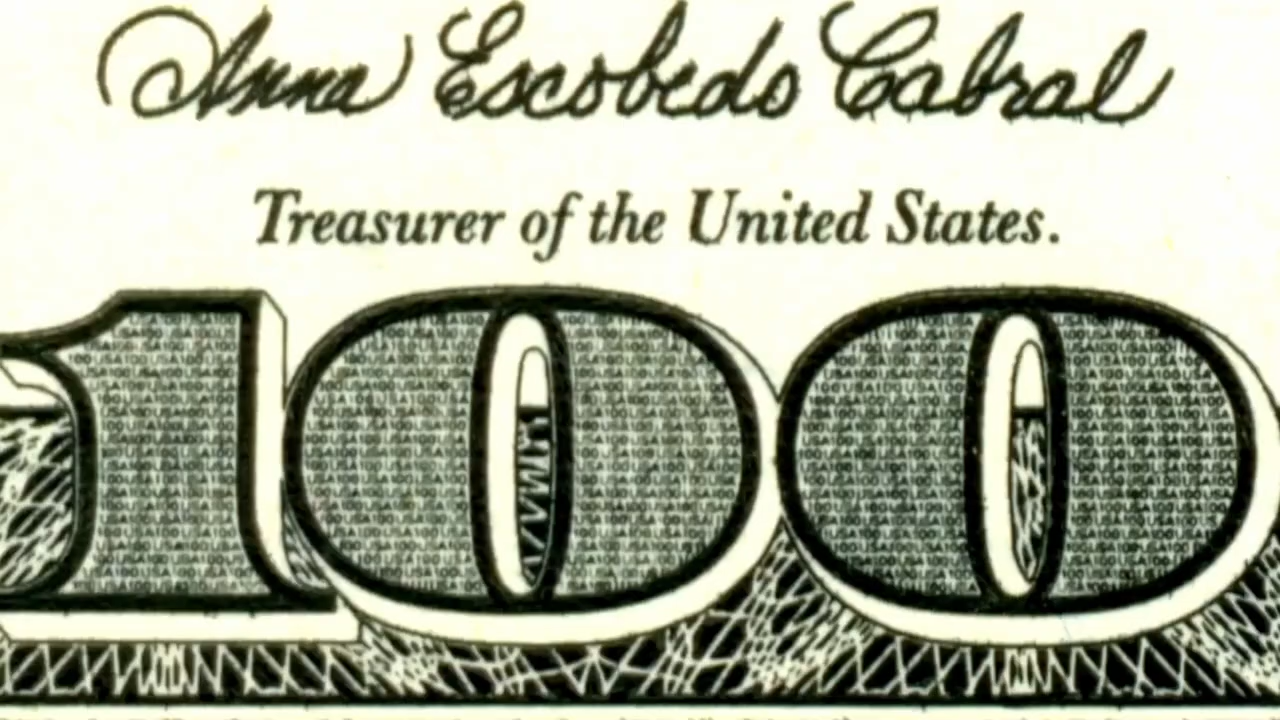 Anna Escobedo Cabral
Treasurer of the United States.
100